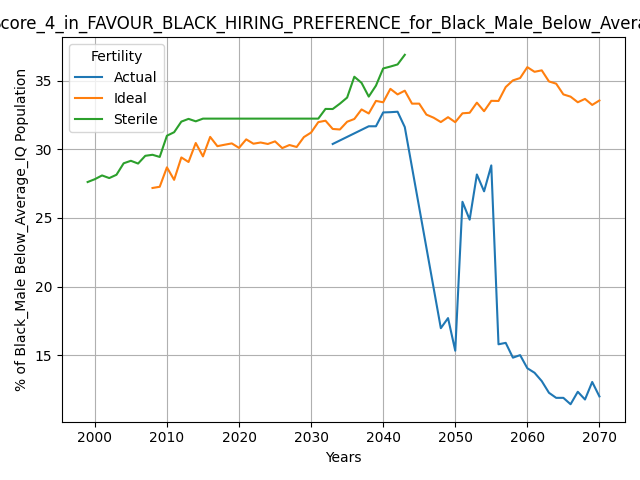 core_4_in_FAVOUR_BLACK_HIRING_PREFERENCE_for_Black_Male_Below_Avera
Fertility
Actual
Ideal
Sterile
% of Black_Male Below_Average_IQ Population
35
30
25
20
15
2000 2010 2020 2030 2040 2050 2060 2070
Years